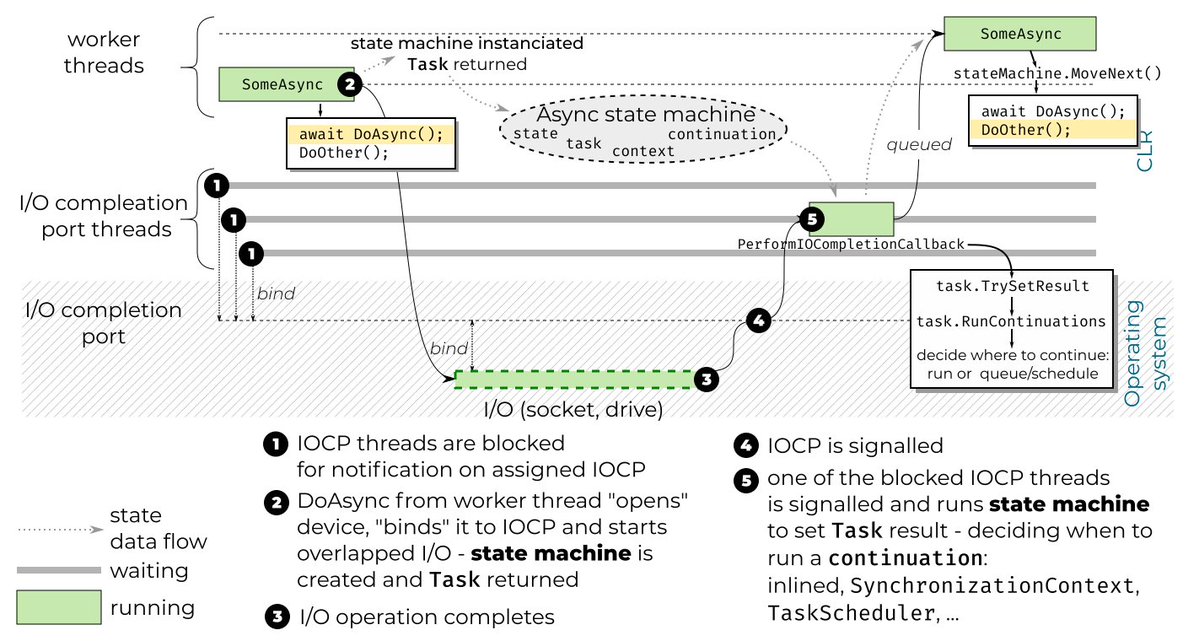 worker
threads
SomeAsync
2
state machine instanciated
Task returned
await DoAsync();
DoOther();
Async state machine
state
task
context
continuation
queued
SomeAsync
stateMachine.MoveNext()
await DoAsync();
DoOther();
CLR
I/O compleation
port threads
1
1
1
bind
5
PerformIOCompletionCallback
I/O completion
port
bind
4
3
I/O (socket, drive)
task.TrySetResult
task.RunContinuations
decide where to continue:
run or queue/schedule
Operating
system
state
data flow
waiting
running
1 IOCP threads are blocked
for notification on assigned IOCP
2 DoAsync from worker thread "opens"
device, "binds" it to IOCP and starts
overlapped I/O - state machine is
created and Task returned
3 I/O operation completes
4 IOCP is signalled
5 one of the blocked IOCP threads
is signalled and runs state machine
to set Task result - deciding when to
run a continuation:
inlined, SynchronizationContext,
TaskScheduler, ...